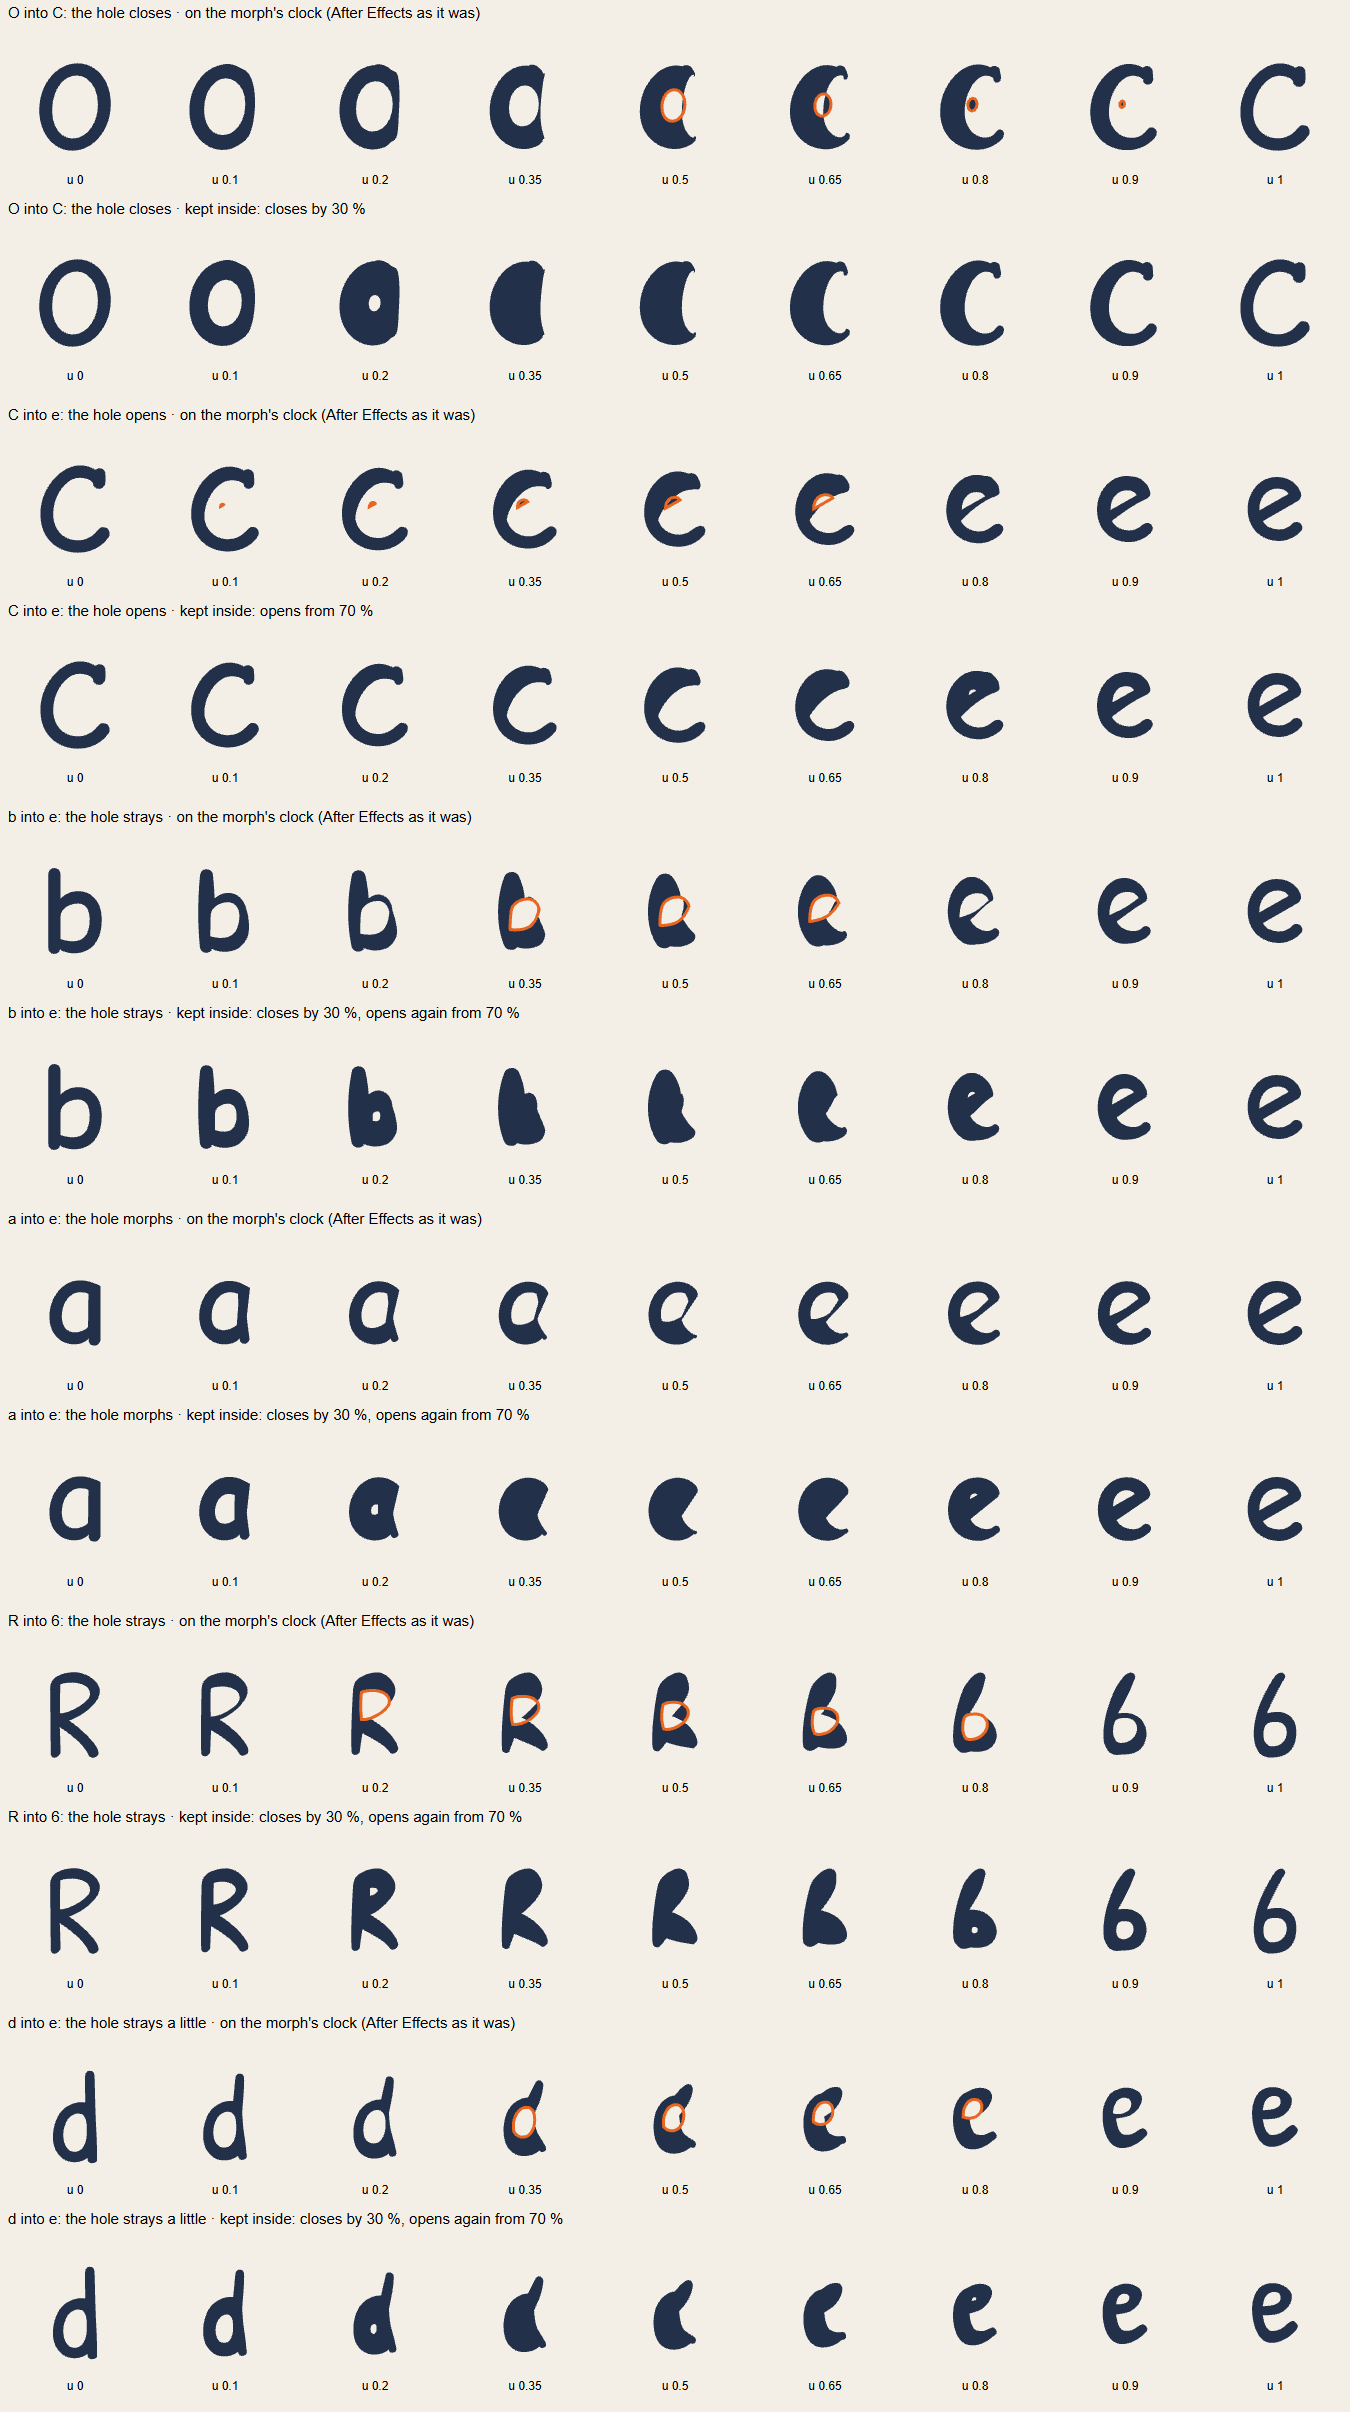 O into C: the hole closes · on the morph's clock (After Effects as it was)
O O a a C C C C C
u 0 u 0.1 u 0.2 u 0.35 u 0.5 u 0.65 u 0.8 u 0.9 u 1
O into C: the hole closes · kept inside: closes by 30 %
O O C C C C C
u 0 u 0.1 u 0.2 u 0.35 u 0.5 u 0.65 u 0.8 u 0.9 u 1
C into e: the hole opens · on the morph's clock (After Effects as it was)
C C C C C e e e e
u 0 u 0.1 u 0.2 u 0.35 u 0.5 u 0.65 u 0.8 u 0.9 u 1
C into e: the hole opens · kept inside: opens from 70 %
C C C C C C e e e
u 0 u 0.1 u 0.2 u 0.35 u 0.5 u 0.65 u 0.8 u 0.9 u 1
b into e: the hole strays · on the morph's clock (After Effects as it was)
b b b e e e
u 0 u 0.1 u 0.2 u 0.35 u 0.5 u 0.65 u 0.8 u 0.9 u 1
b into e: the hole strays · kept inside: closes by 30 %, opens again from 70 %
b b b e e e
u 0 u 0.1 u 0.2 u 0.35 u 0.5 u 0.65 u 0.8 u 0.9 u 1
a into e: the hole morphs · on the morph's clock (After Effects as it was)
a a a a e e e e e
u 0 u 0.1 u 0.2 u 0.35 u 0.5 u 0.65 u 0.8 u 0.9 u 1
a into e: the hole morphs · kept inside: closes by 30 %, opens again from 70 %
a a a e e e
u 0 u 0.1 u 0.2 u 0.35 u 0.5 u 0.65 u 0.8 u 0.9 u 1
R into 6: the hole strays · on the morph's clock (After Effects as it was)
R R R R 6 6 6 6
u 0 u 0.1 u 0.2 u 0.35 u 0.5 u 0.65 u 0.8 u 0.9 u 1
R into 6: the hole strays · kept inside: closes by 30 %, opens again from 70 %
R R R R 6 6 6
u 0 u 0.1 u 0.2 u 0.35 u 0.5 u 0.65 u 0.8 u 0.9 u 1
d into e: the hole strays a little · on the morph's clock (After Effects as it was)
d d d d e e e e
u 0 u 0.1 u 0.2 u 0.35 u 0.5 u 0.65 u 0.8 u 0.9 u 1
d into e: the hole strays a little · kept inside: closes by 30 %, opens again from 70 %
d d d e e e
u 0 u 0.1 u 0.2 u 0.35 u 0.5 u 0.65 u 0.8 u 0.9 u 1